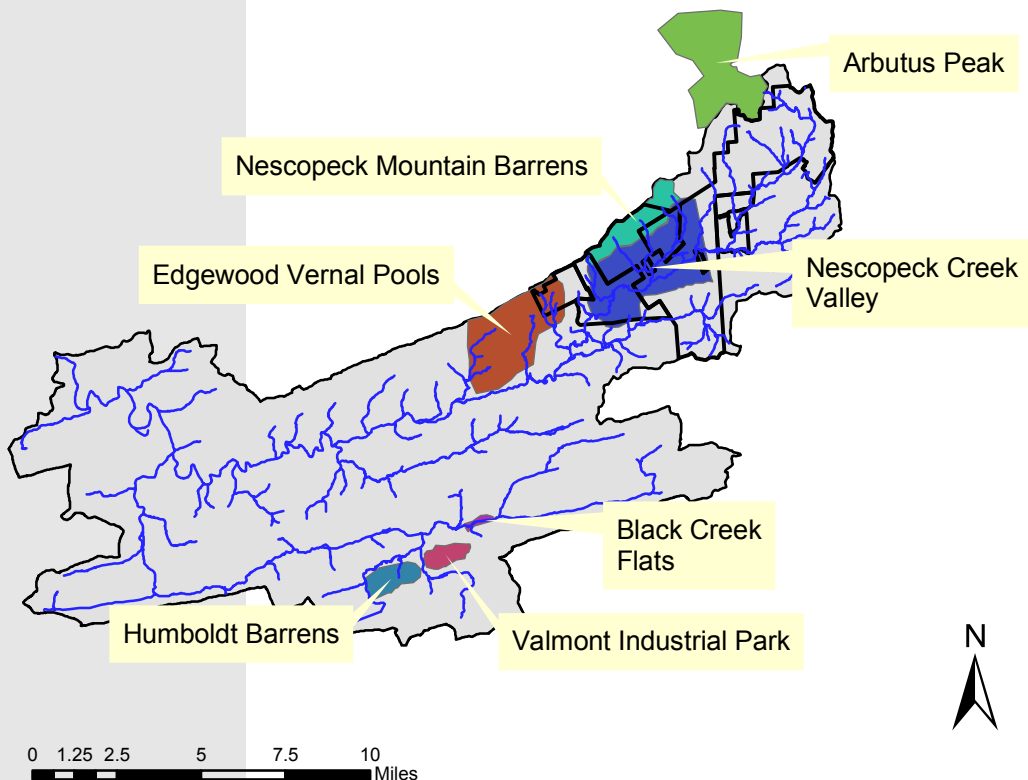 Arbutus Peak
Nescopeck Mountain Barrens
Nescopeck Creek
Valley
Edgewood Vernal Pools
Black Creek
Flats
Humboldt Barrens
Valmont Industrial Park
N
0 1.25 2.5 5 7.5 10
Miles